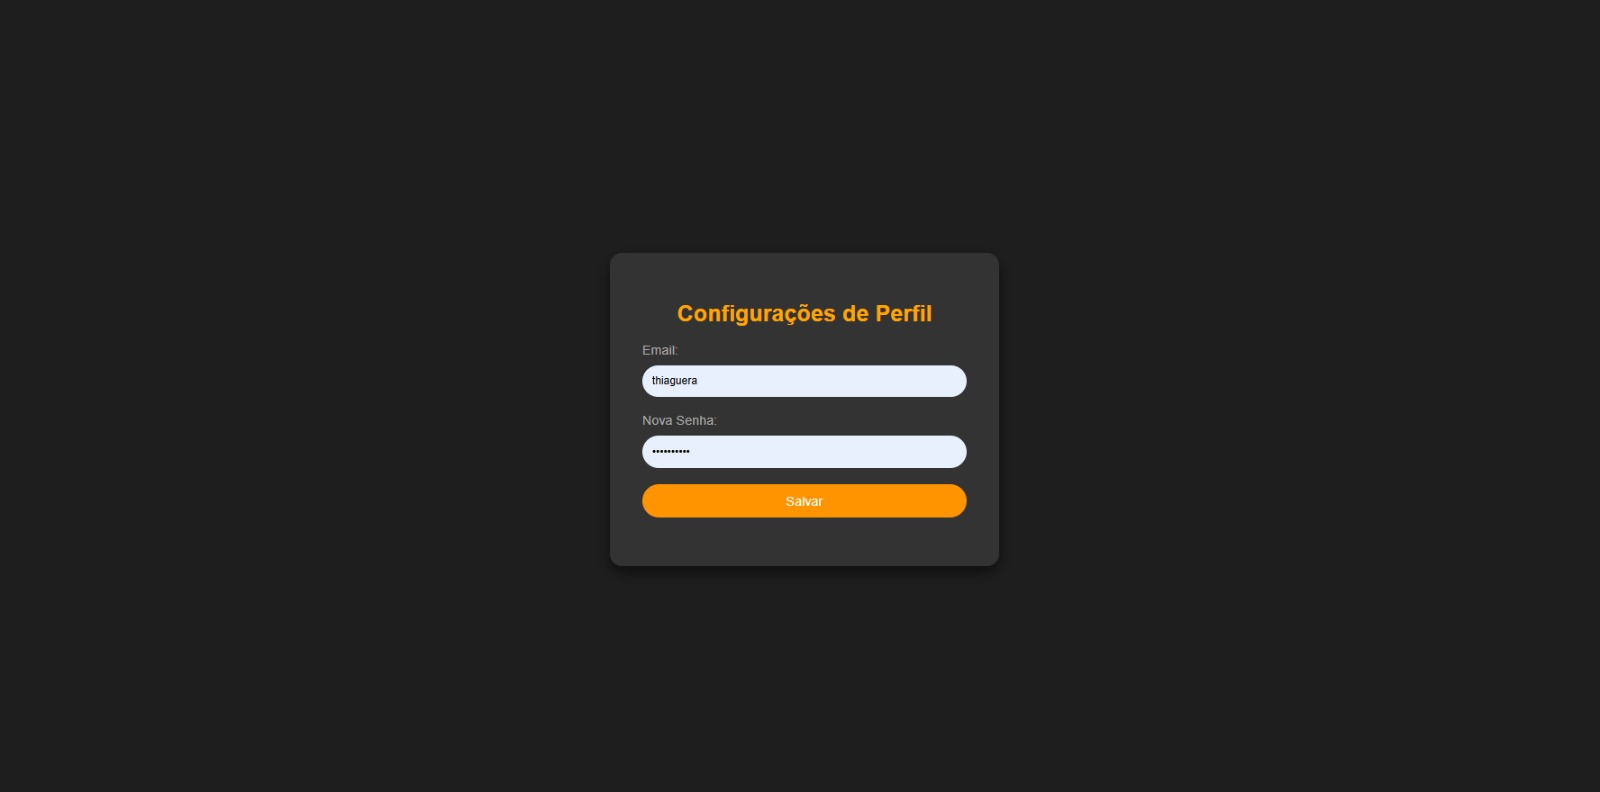 Configurações de Perfil
Email:
thiaguera
Nova Senha:
••••••••••
Salvar